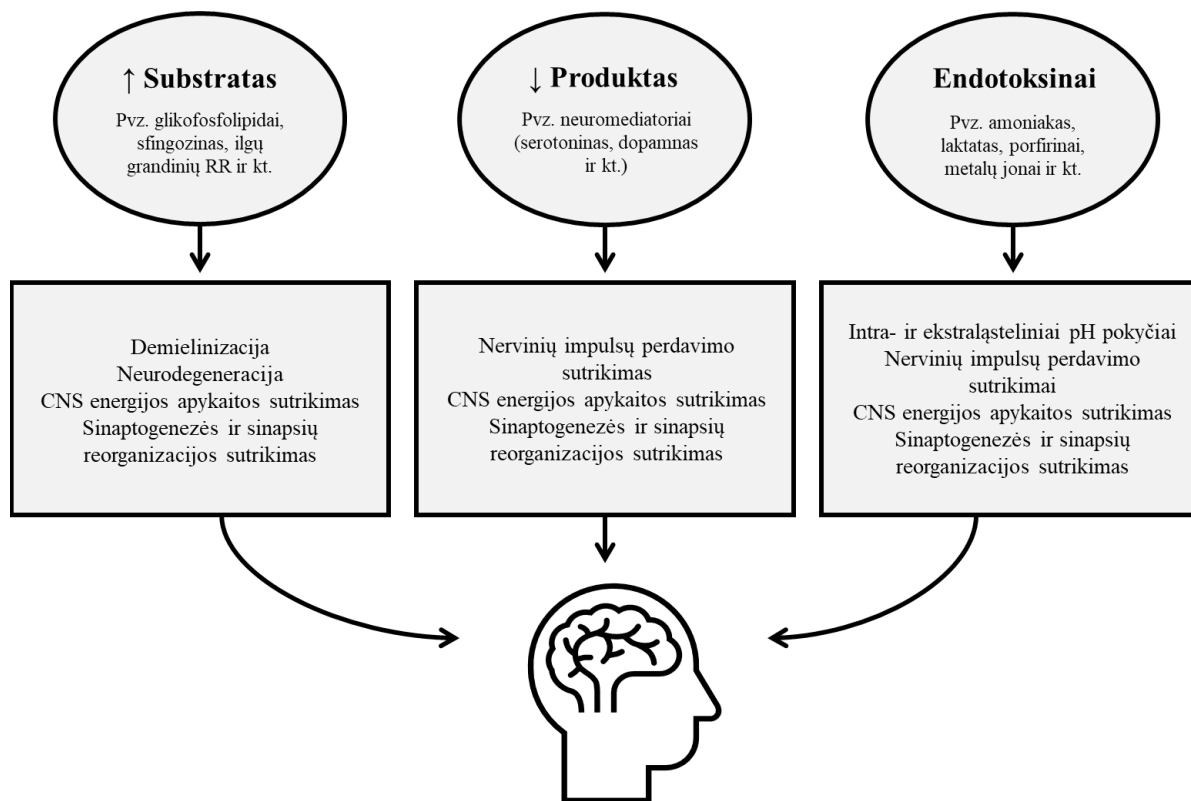 ↑ Substratas
Pvz. glikofosfolipidai,
sfingozinas, ilgų
grandinių RR ir kt.
↓ Produktas
Pvz. neuromediatoriai
(serotoninas, dopamnas
ir kt.)
Endotoksinai
Pvz. amoniakas,
laktatas, porfirinai,
metalų jonai ir kt.
Demielinizacija
Neurodegeneracija
CNS energijos apykaitos sutrikimas
Sinaptogenezės ir sinapsių
reorganizacijos sutrikimas
Nervinių impulsų perdavimo
sutrikimas
CNS energijos apykaitos sutrikimas
Sinaptogenezės ir sinapsių
reorganizacijos sutrikimas
Intra- ir ekstraląsteliniai pH pokyčiai
Nervinių impulsų perdavimo
sutrikimai
CNS energijos apykaitos sutrikimas
Sinaptogenezės ir sinapsių
reorganizacijos sutrikimas